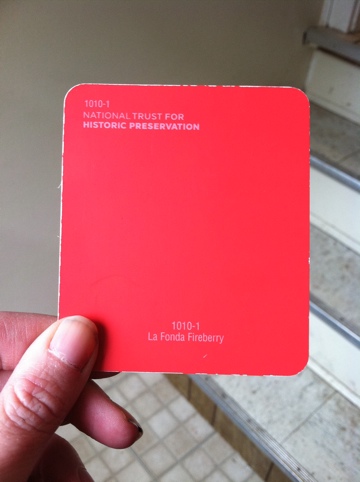 1010-1
NATIONAL TRUST FOR
HISTORIC PRESERVATION
1010-1
La Fonda Fireberry